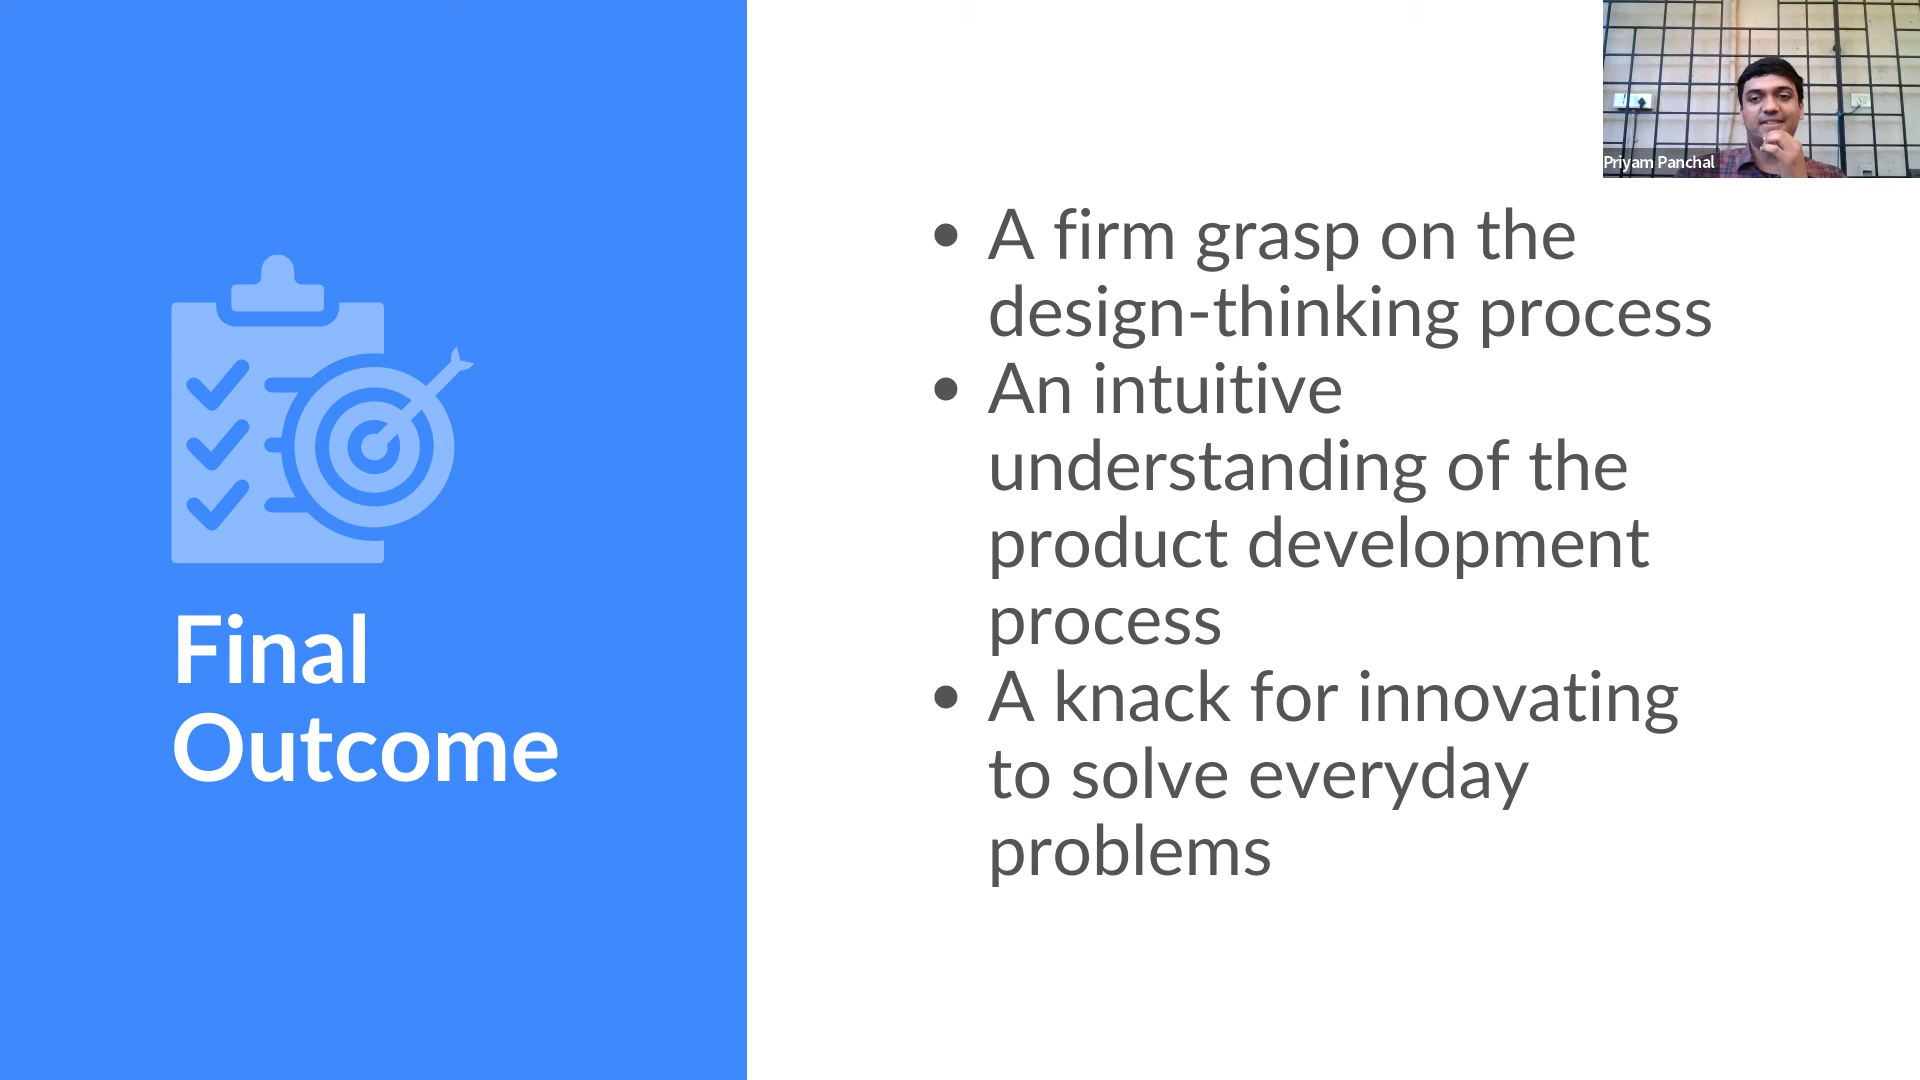 Priyam Panchal
Final
Outcome
• A firm grasp on the
design-thinking process
• An intuitive
understanding of the
product development
process
• A knack for innovating
to solve everyday
problems